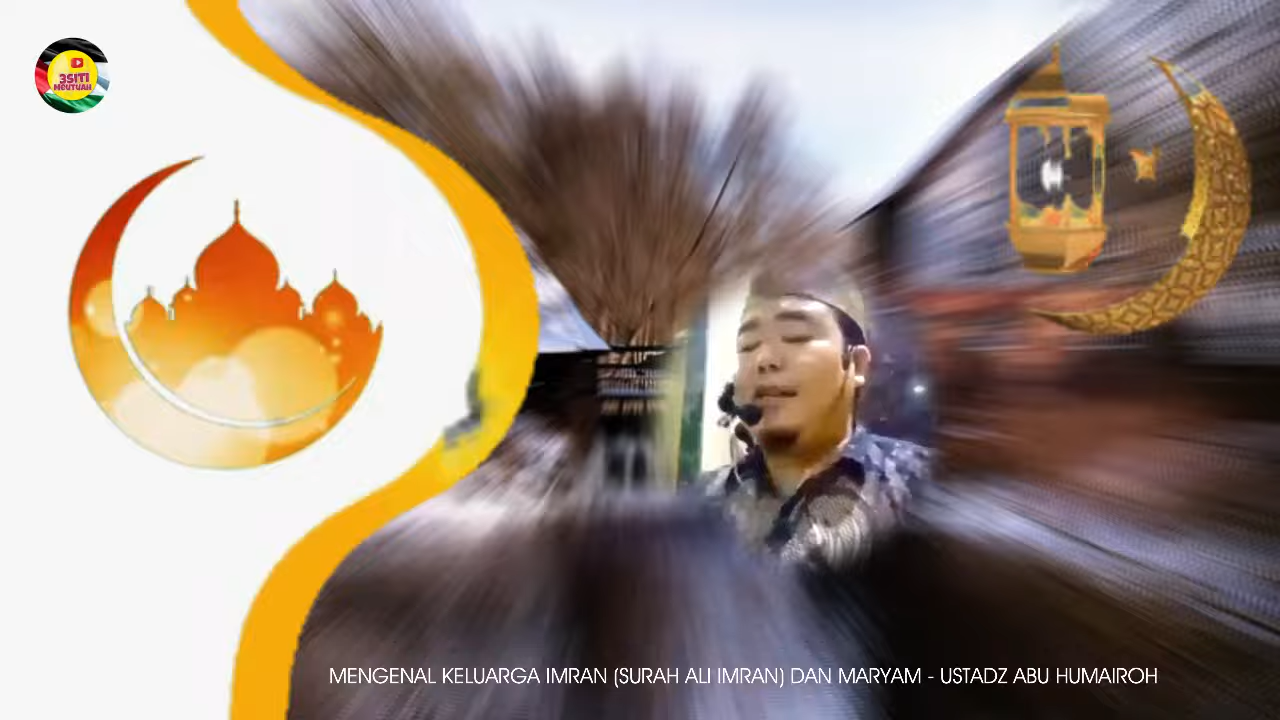 3SITI
MEUTUAH
MENGENAL KELUARGA IMRAN (SURAH ALI IMRAN) DAN MARYAM - USTADZ ABU HUMAIROH